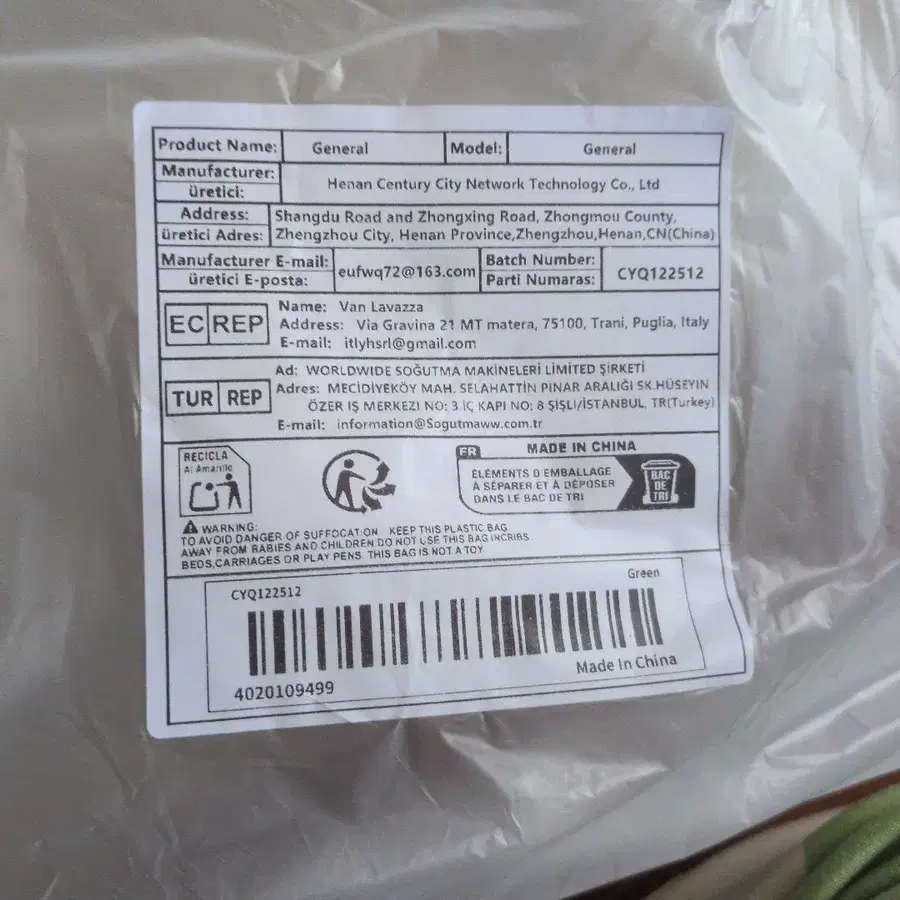 Product Name: General Model: General
Manufacturer:
üretici:
Henan Century City Network Technology Co., Ltd
Address:
üretici Adres:
Shangdu Road and Zhongxing Road, Zhongmou County,
Zhengzhou City, Henan Province,Zhengzhou,Henan,CN(China)
Manufacturer E-mail:
üretici E-posta:
eufwq72@163.com
Batch Number:
Parti Numaras:
CYQ122512
EC REP
Name: Van Lavazza
Address: Via Gravina 21 MT matera, 75100, Trani, Puglia, Italy
E-mail: itlyhsrl@gmail.com
TUR REP
Ad: WORLDWIDE SOĞUTMA MAKİNELERİ LİMİTED ŞİRKETİ
Adres: MECİDİYEKÖY MAH. SELAHATTİN PINAR ARALIĞI SK.HÜSEYIN
ÖZER IŞ MERKEZI NO: 3 İÇ KAPI NO: 8 ŞİŞLİ/İSTANBUL, TR(Turkey)
E-mail: information@Sogutmaww.com.tr
RECICLA
Al Amarillo
FR MADE IN CHINA
ÉLÉMENTS D EMBALLAGE
À SÉPARER ET À DÉPOSER
DANS LE BAC DE TRI
BAC
DE
TRI
WARNING:
TO AVOID DANGER OF SUFFOCATION KEEP THIS PLASTIC BAG
AWAY FROM BABIES AND CHILDREN DO NOT USE THIS BAG INCRIBS.
BEDS,CARRIAGES OR PLAY PENS. THIS BAG IS NOT A TOY
CYQ122512 Green
Made In China
4020109499